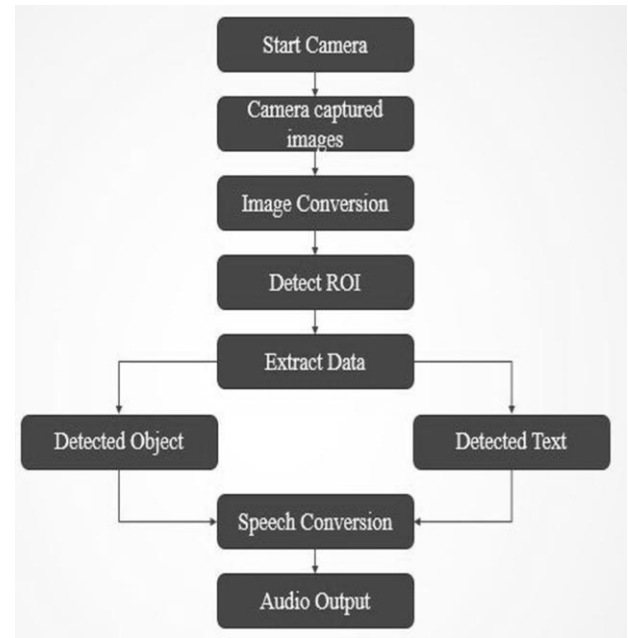 Start Camera
Camera captured
images
Image Conversion
Detect ROI
Extract Data
Detected Object
Detected Text
Speech Conversion
Audio Output